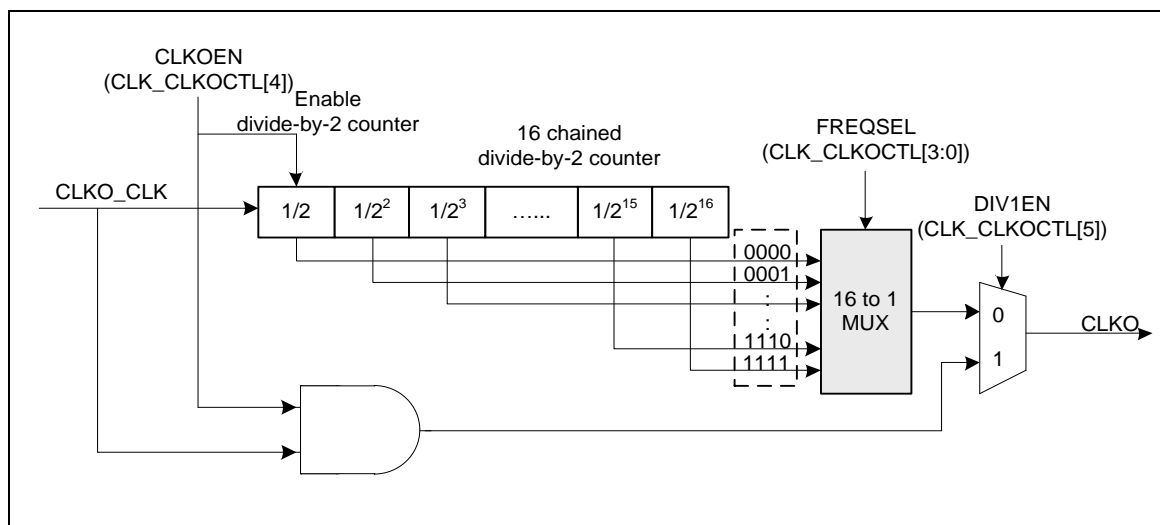 CLKOEN
(CLK_CLKOCTL[4])
Enable
divide-by-2 counter
16 chained
divide-by-2 counter
FREQSEL
(CLK_CLKOCTL[3:0])
DIV1EN
(CLK_CLKOCTL[5])
CLKO_CLK
1/2 1/2² 1/2³ …... 1/2¹⁵ 1/2¹⁶
0000
0001
:
:
1110
1111
16 to 1
MUX
0
1
CLKO